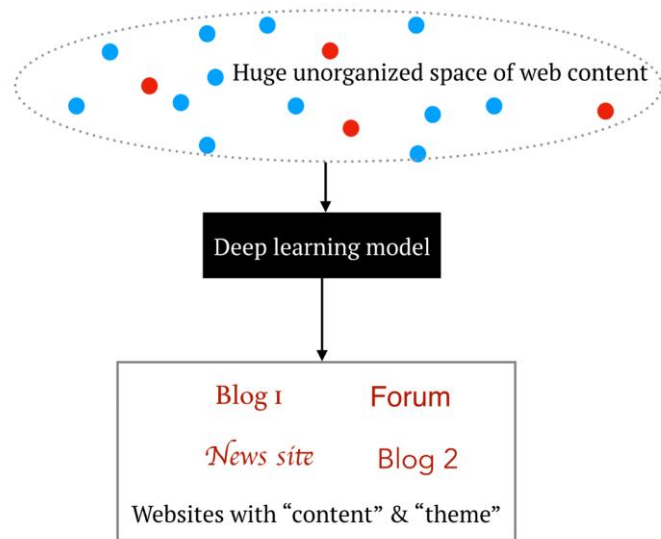 Huge unorganized space of web content
Deep learning model
Blog 1 Forum
News site Blog 2
Websites with “content” & “theme”